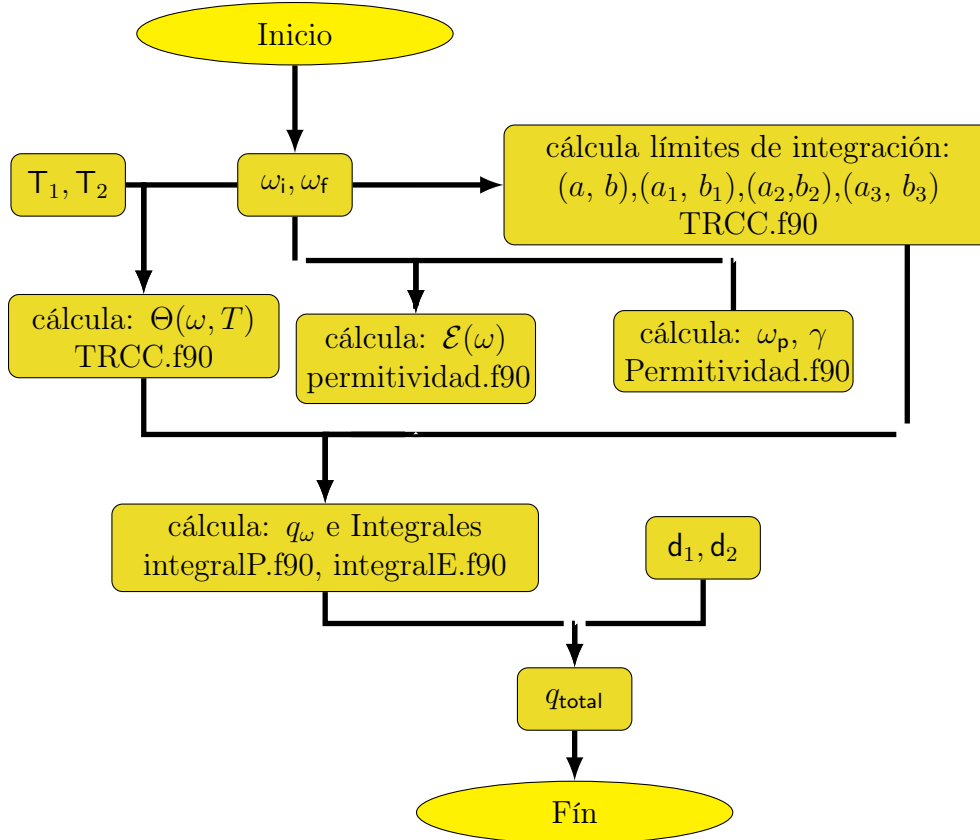 Inicio
T₁, T₂
ω_i, ω_f
cálcula límites de integración:
(a, b),(a₁, b₁),(a₂,b₂),(a₃, b₃)
TRCC.f90
cálcula: Θ(ω, T)
TRCC.f90
cálcula: ℰ(ω)
permitividad.f90
cálcula: ω_p, γ
Permitividad.f90
cálcula: q_ω e Integrales
integralP.f90, integralE.f90
d₁, d₂
q_total
Fín